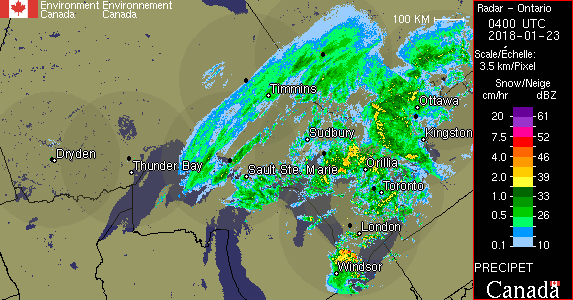 Environment Environnement
Canada Canada
100 KM
Timmins
Ottawa
Sudbury
Kingston
Dryden
Thunder Bay
Sault Ste. Marie
Orillia
Toronto
London
Windsor
Radar - Ontario
0400 UTC
2018-01-23
Scale/Échelle:
3.5 km/Pixel
Snow/Neige
cm/hr dBZ
20 61
7.5 57
5.0 52
4.0 46
2.0 39
1.0 33
0.5 26
0.1 10
PRECIPET
Canada